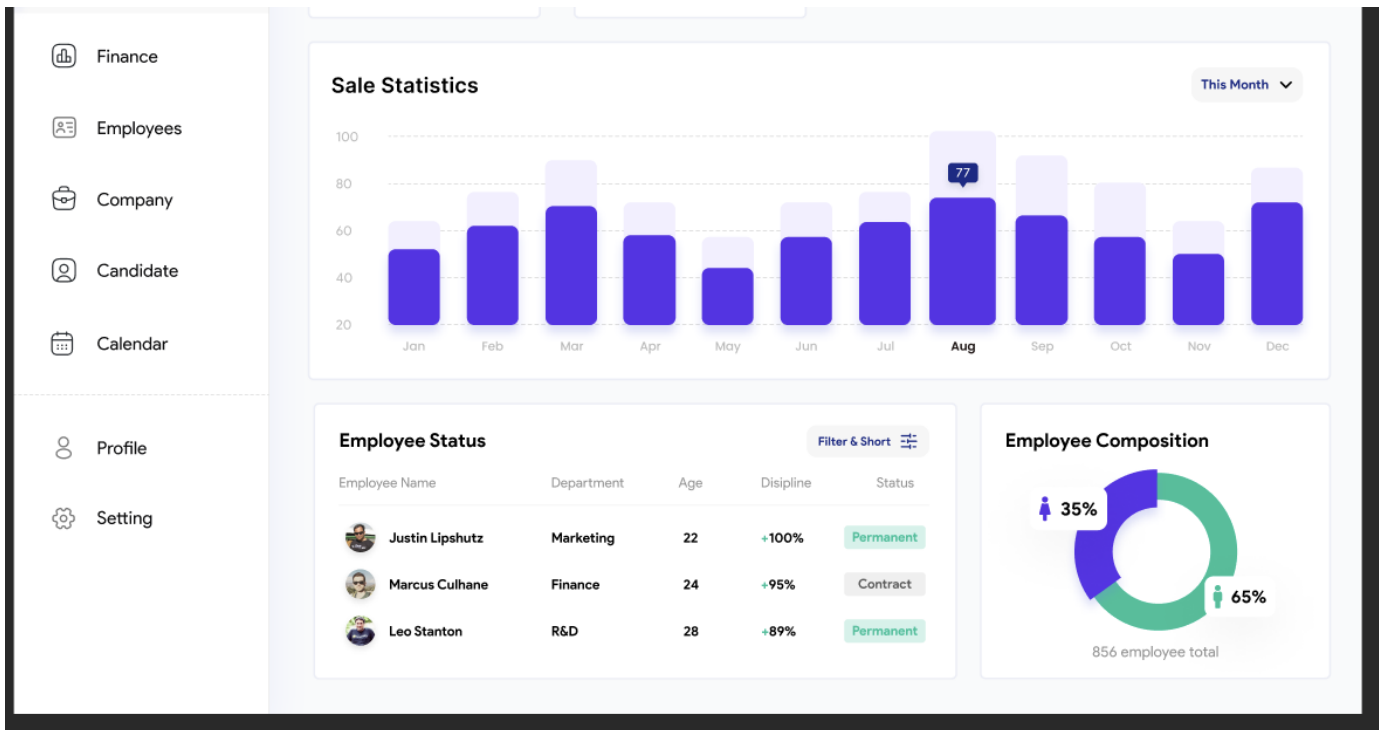 Finance
Employees
Company
Candidate
Calendar
Profile
Setting
Sale Statistics
This Month
100
80
60
40
20
77
Jan Feb Mar Apr May Jun Jul Aug Sep Oct Nov Dec
Employee Status
Filter & Short
Employee Name Department Age Disipline Status
Justin Lipshutz Marketing 22 +100% Permanent
Marcus Culhane Finance 24 +95% Contract
Leo Stanton R&D 28 +89% Permanent
Employee Composition
35%
65%
856 employee total